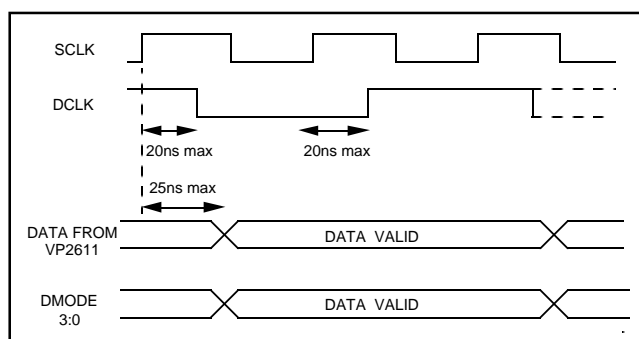 SCLK
DCLK
20ns max
20ns max
25ns max
DATA FROM
VP2611
DATA VALID
DMODE
3:0
DATA VALID